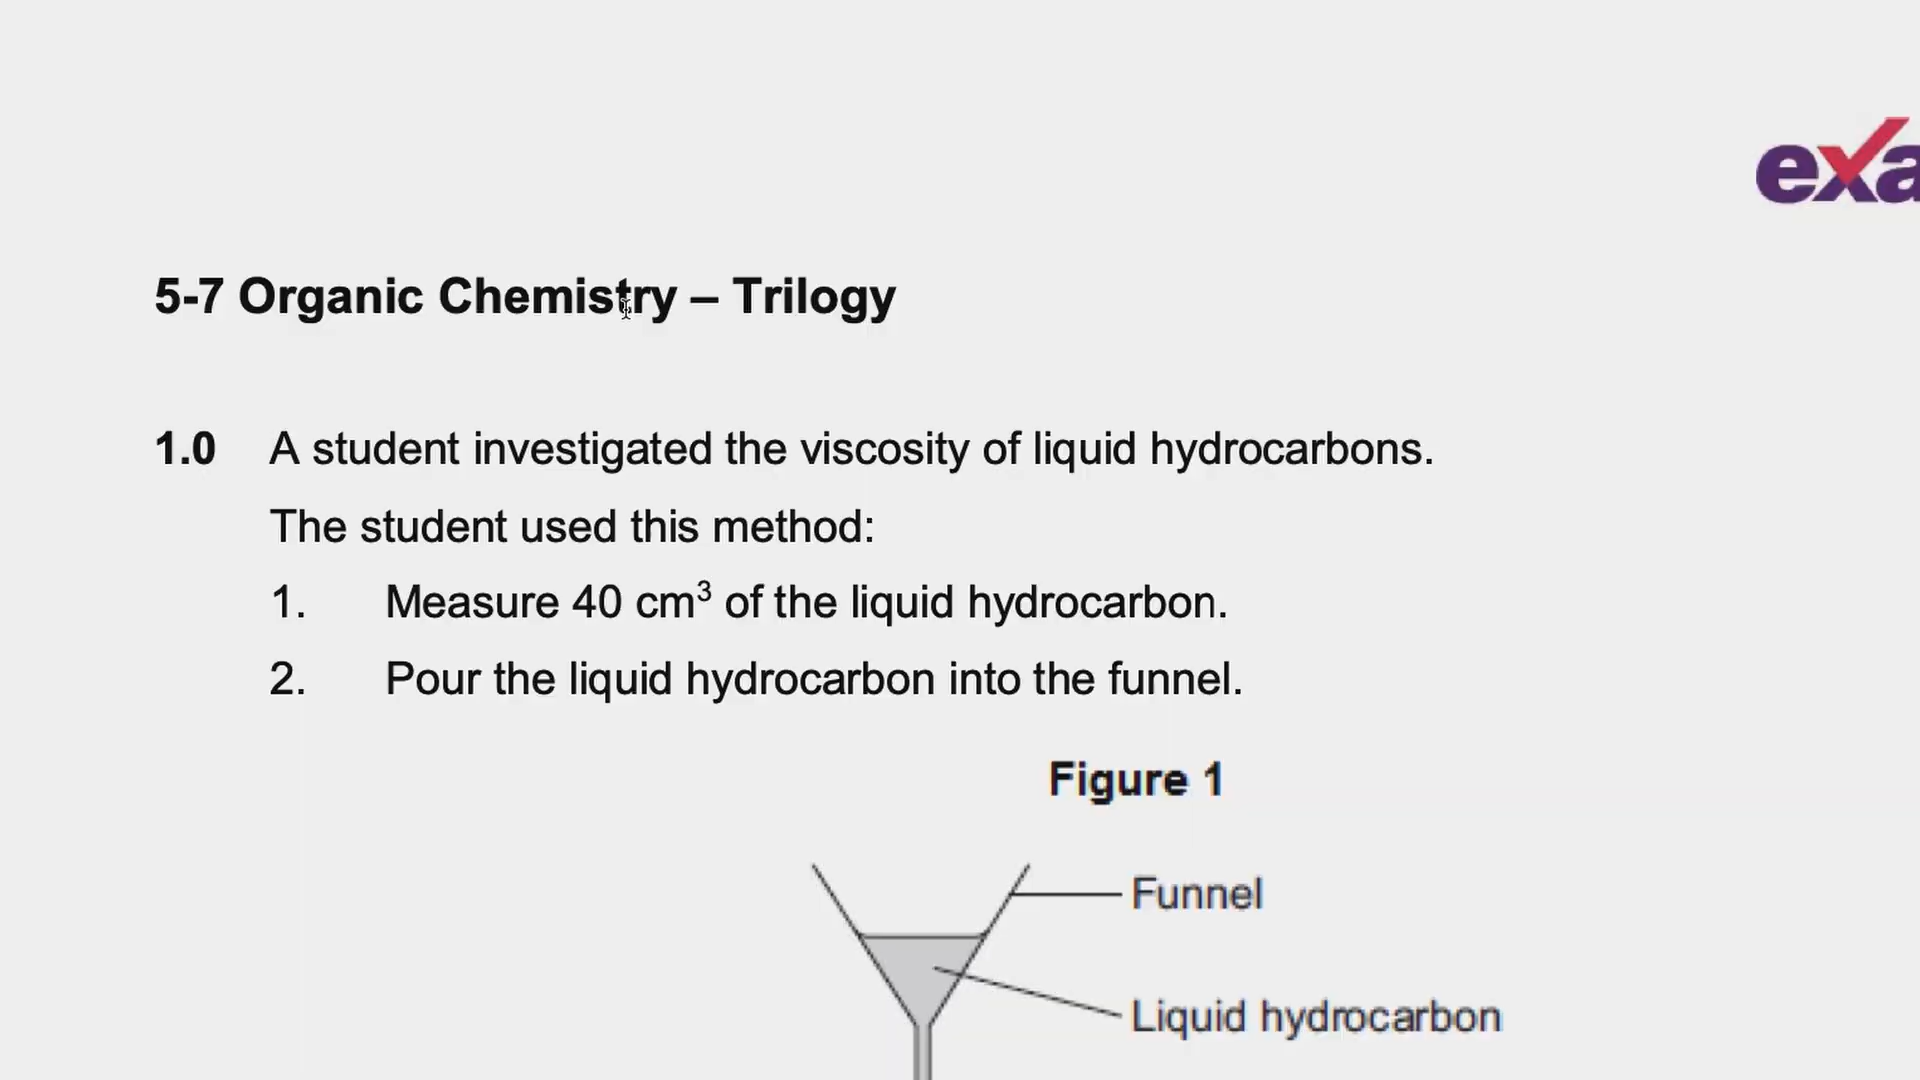 exa
5-7 Organic Chemistry – Trilogy
1.0 A student investigated the viscosity of liquid hydrocarbons.
The student used this method:
1. Measure 40 cm³ of the liquid hydrocarbon.
2. Pour the liquid hydrocarbon into the funnel.
Figure 1
Funnel
Liquid hydrocarbon